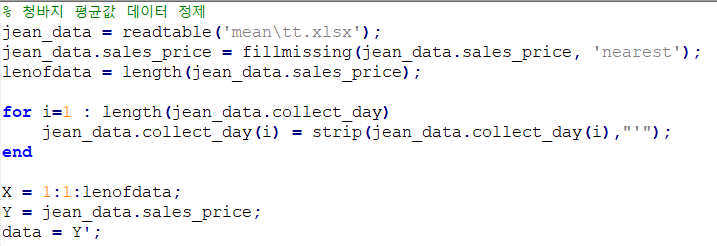 % 청바지 평균값 데이터 정제
jean_data = readtable('mean\tt.xlsx');
jean_data.sales_price = fillmissing(jean_data.sales_price, 'nearest');
lenofdata = length(jean_data.sales_price);
for i=1 : length(jean_data.collect_day)
    jean_data.collect_day(i) = strip(jean_data.collect_day(i),"'");
end
X = 1:1:lenofdata;
Y = jean_data.sales_price;
data = Y';